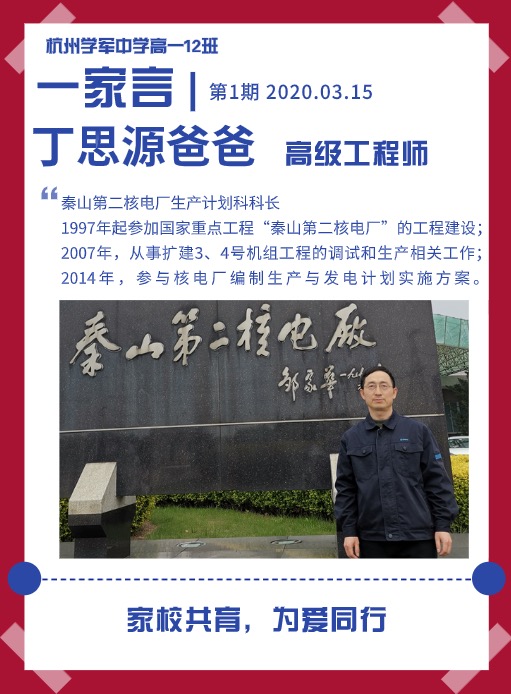 杭州学军中学高一12班
一家言 | 第1期 2020.03.15
丁思源爸爸 高级工程师
“秦山第二核电厂生产计划科科长
1997年起参加国家重点工程“秦山第二核电厂”的工程建设；
2007年，从事扩建3、4号机组工程的调试和生产相关工作；
2014年，参与核电厂编制生产与发电计划实施方案。
秦山第二核电厂
邹家华
家校共育，为爱同行